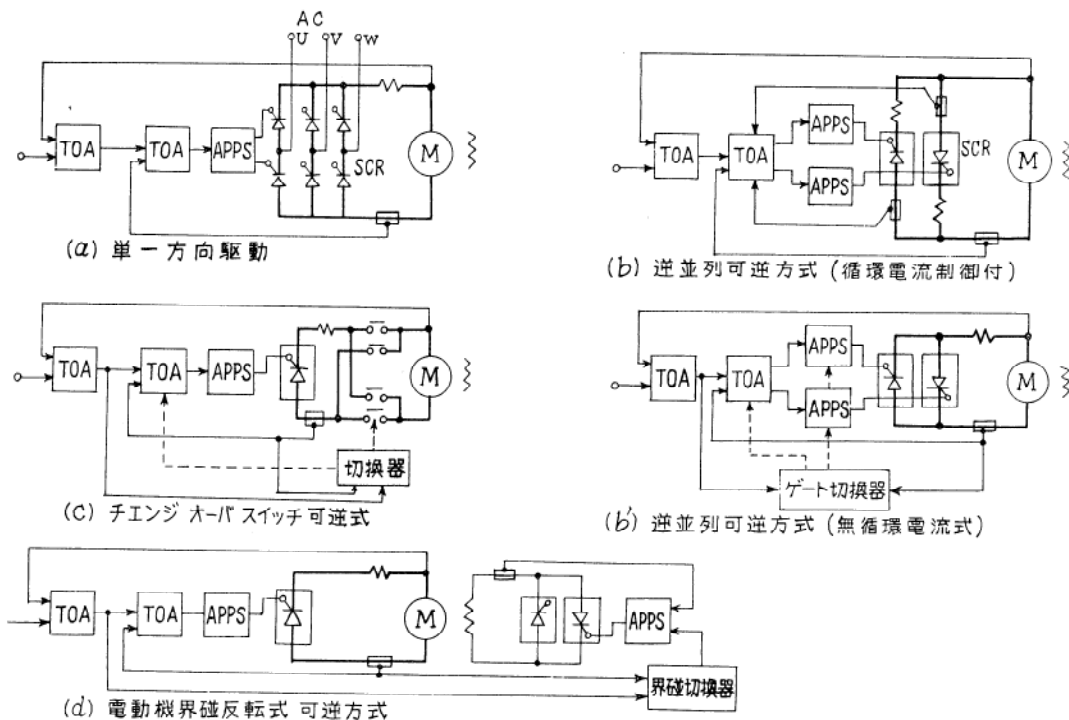 AC
U V W
TOA
TOA
APPS
SCR
M
(a) 単一方向駆動
TOA
TOA
APPS
APPS
SCR
M
(b) 逆並列可逆方式 (循環電流制御付)
TOA
TOA
APPS
M
切換器
(c) チエンジ オーバ スイッチ 可逆式
TOA
TOA
APPS
APPS
M
ゲート切換器
(b') 逆並列可逆方式 (無循環電流式)
TOA
TOA
APPS
M
APPS
界磁切換器
(d) 電動機界磁反転式 可逆方式